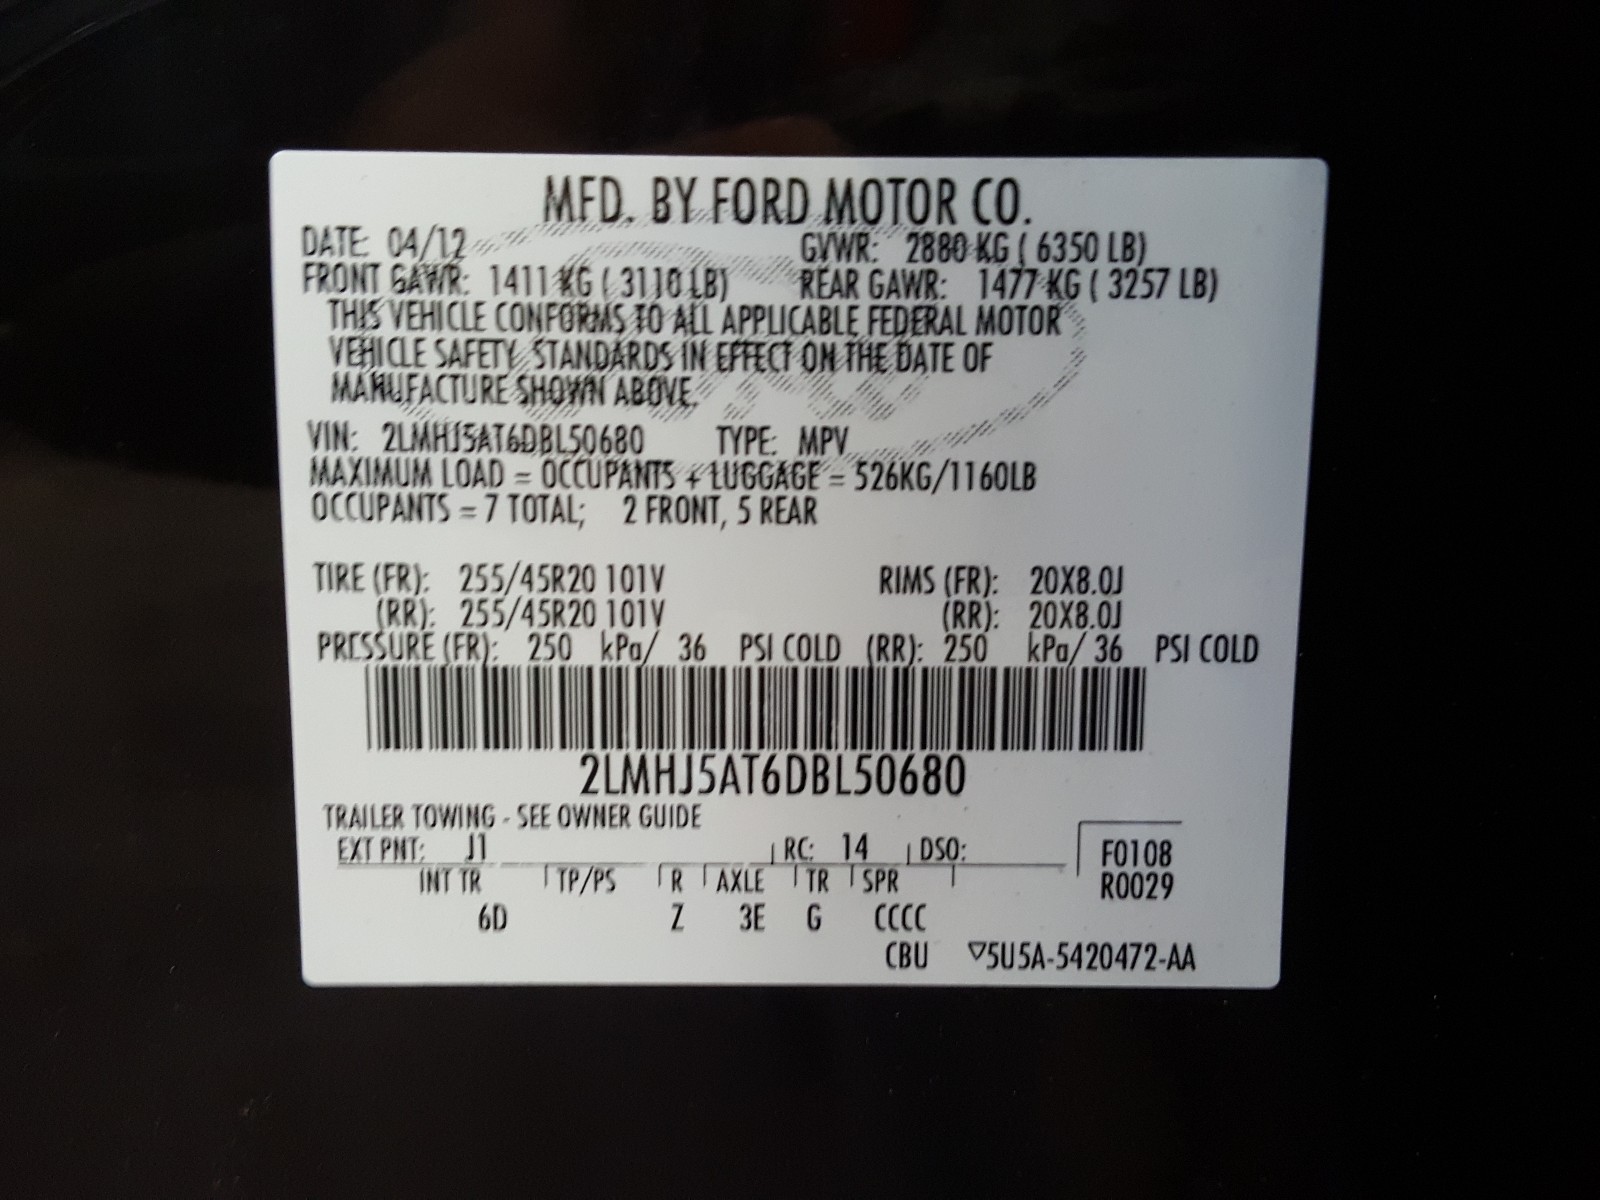 MFD. BY FORD MOTOR CO.
DATE: 04/12 GVWR: 2880 KG ( 6350 LB)
FRONT GAWR: 1411 KG ( 3110 LB) REAR GAWR: 1477 KG ( 3257 LB)
THIS VEHICLE CONFORMS TO ALL APPLICABLE FEDERAL MOTOR
VEHICLE SAFETY STANDARDS IN EFFECT ON THE DATE OF
MANUFACTURE SHOWN ABOVE.
VIN: 2LMHJ5AT6DBL50680 TYPE: MPV
MAXIMUM LOAD = OCCUPANTS + LUGGAGE = 526KG/1160LB
OCCUPANTS = 7 TOTAL; 2 FRONT, 5 REAR
TIRE (FR): 255/45R20 101V RIMS (FR): 20X8.0J
(RR): 255/45R20 101V (RR): 20X8.0J
PRESSURE (FR): 250 kPa/ 36 PSI COLD (RR): 250 kPa/ 36 PSI COLD
2LMHJ5AT6DBL50680
TRAILER TOWING - SEE OWNER GUIDE
EXT PNT: J1 RC: 14 DSO: F0108
INT TR TP/PS R AXLE TR SPR R0029
6D Z 3E G CCCC
CBU ▽5U5A-5420472-AA